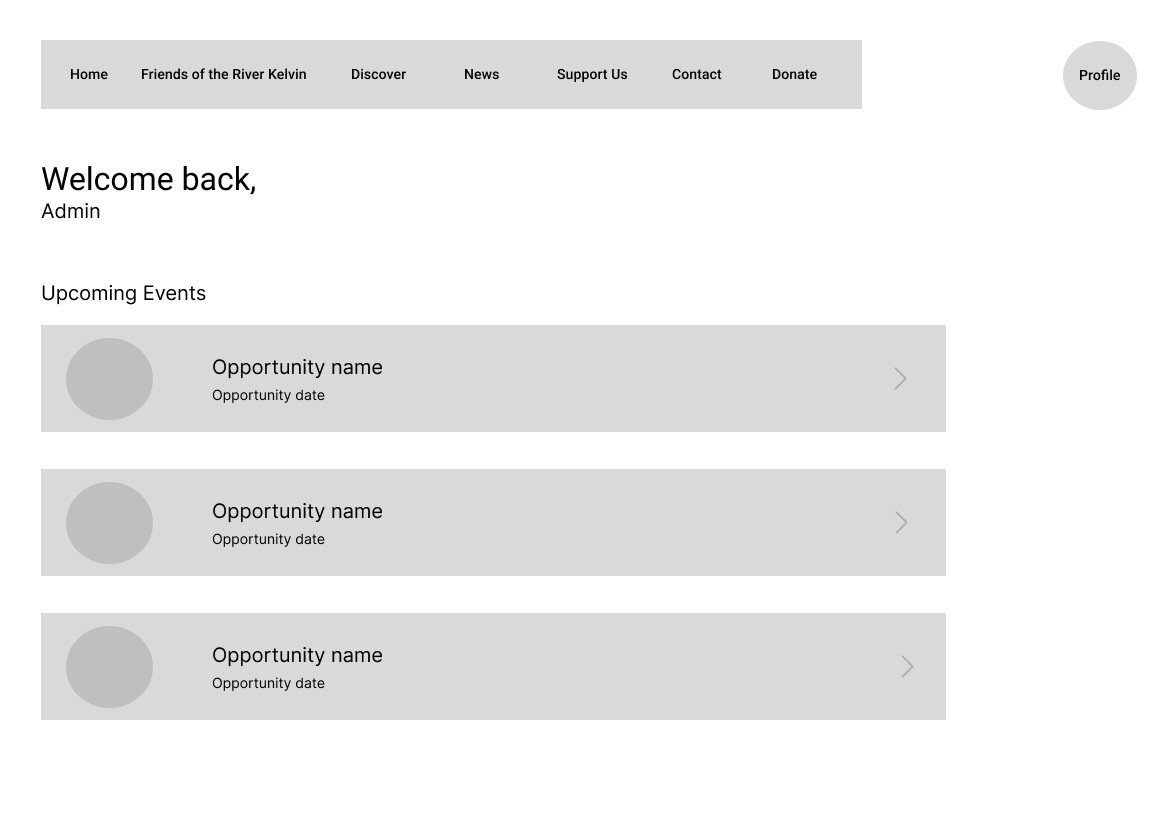 Home Friends of the River Kelvin Discover News Support Us Contact Donate Profile
Welcome back,
Admin
Upcoming Events
Opportunity name
Opportunity date
Opportunity name
Opportunity date
Opportunity name
Opportunity date